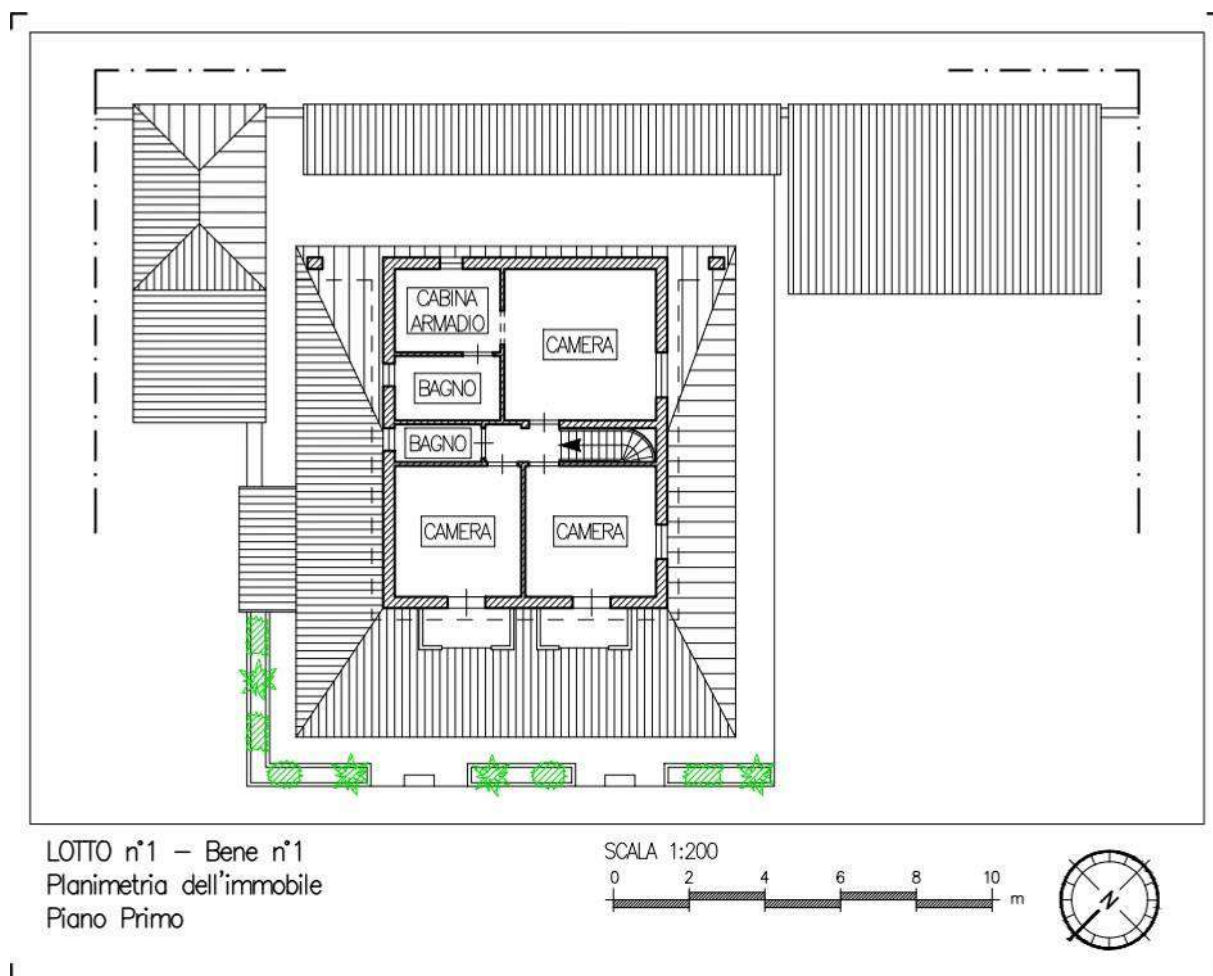 CABINA
ARMADIO
CAMERA
BAGNO
BAGNO
CAMERA
CAMERA
LOTTO n°1 – Bene n°1
Planimetria dell'immobile
Piano Primo
SCALA 1:200
0 2 4 6 8 10 m
N